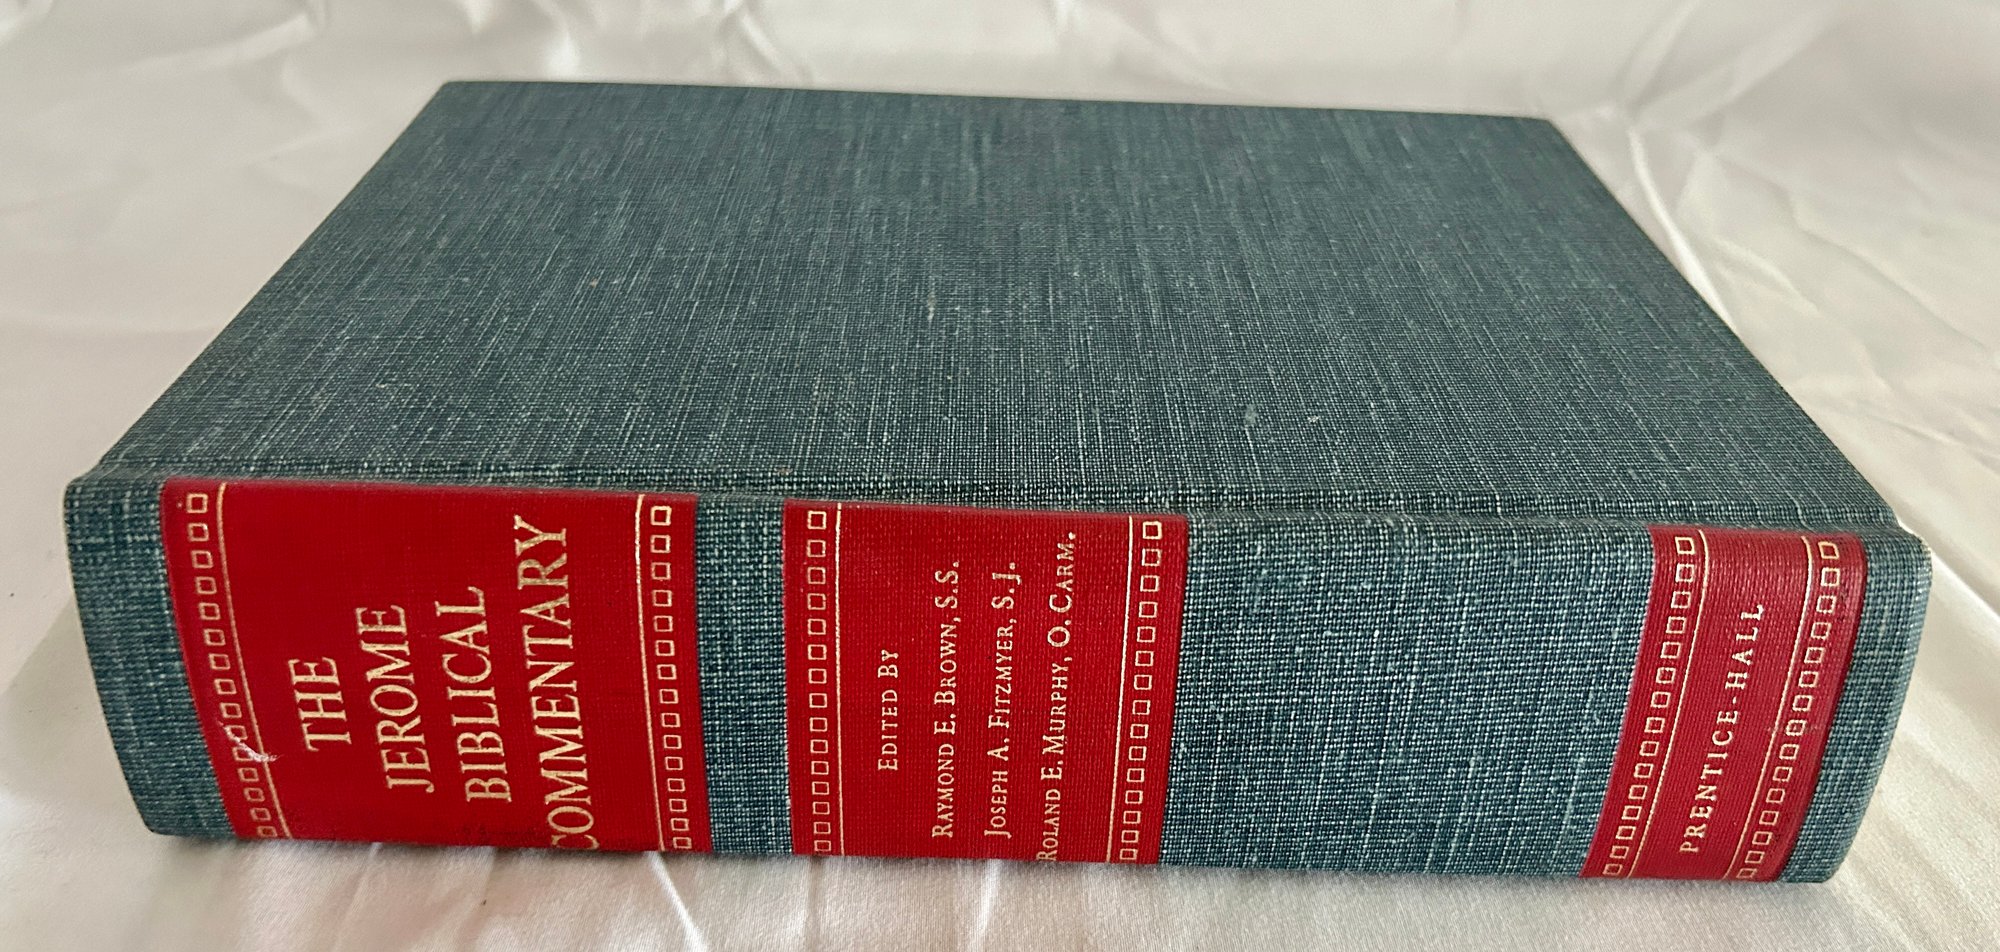 THE
JEROME
BIBLICAL
COMMENTARY
EDITED BY
RAYMOND E. BROWN, S.S.
JOSEPH A. FITZMYER, S.J.
ROLAND E. MURPHY, O. CARM.
PRENTICE-HALL